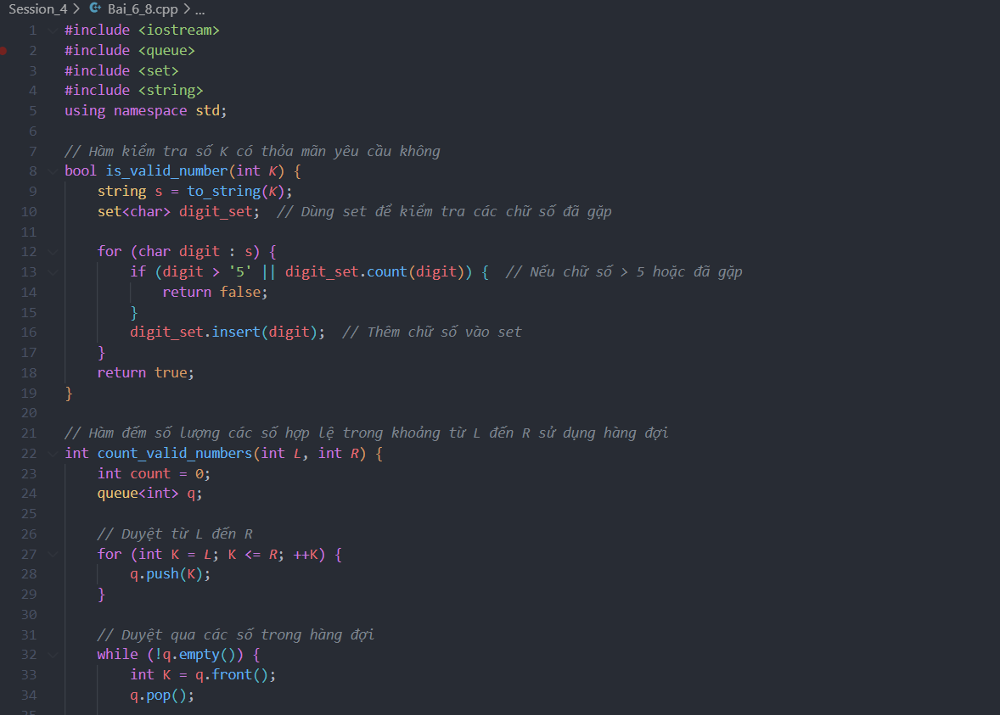 Session_4 > Bai_6_8.cpp > ...
1 #include <iostream>
2 #include <queue>
3 #include <set>
4 #include <string>
5 using namespace std;
6
7 // Hàm kiểm tra số K có thỏa mãn yêu cầu không
8 bool is_valid_number(int K) {
9 string s = to_string(K);
10 set<char> digit_set; // Dùng set để kiểm tra các chữ số đã gặp
11
12 for (char digit : s) {
13 if (digit > '5' || digit_set.count(digit)) { // Nếu chữ số > 5 hoặc đã gặp
14 return false;
15 }
16 digit_set.insert(digit); // Thêm chữ số vào set
17 }
18 return true;
19 }
20
21 // Hàm đếm số lượng các số hợp lệ trong khoảng từ L đến R sử dụng hàng đợi
22 int count_valid_numbers(int L, int R) {
23 int count = 0;
24 queue<int> q;
25
26 // Duyệt từ L đến R
27 for (int K = L; K <= R; ++K) {
28 q.push(K);
29 }
30
31 // Duyệt qua các số trong hàng đợi
32 while (!q.empty()) {
33 int K = q.front();
34 q.pop();
35